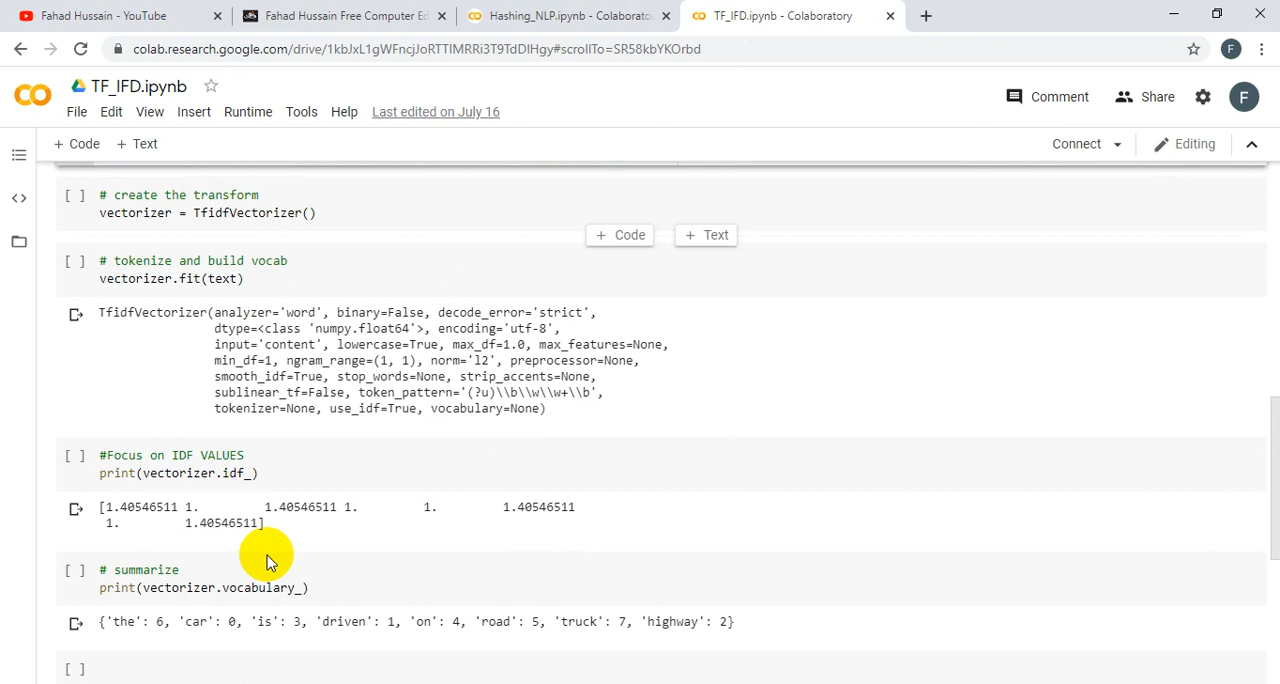 Fahad Hussain - YouTube
Fahad Hussain Free Computer Ed
Hashing_NLP.ipynb - Colaborato
TF_IFD.ipynb - Colaboratory
colab.research.google.com/drive/1kbJxL1gWFncjJoRTTIMRRi3T9TdDIHgy#scrollTo=SR58kbYKOrbd
F
TF_IFD.ipynb
Comment
Share
F
File Edit View Insert Runtime Tools Help Last edited on July 16
+ Code + Text
Connect
Editing
[ ] # create the transform
vectorizer = TfidfVectorizer()
+ Code + Text
[ ] # tokenize and build vocab
vectorizer.fit(text)
TfidfVectorizer(analyzer='word', binary=False, decode_error='strict',
dtype=<class 'numpy.float64'>, encoding='utf-8',
input='content', lowercase=True, max_df=1.0, max_features=None,
min_df=1, ngram_range=(1, 1), norm='l2', preprocessor=None,
smooth_idf=True, stop_words=None, strip_accents=None,
sublinear_tf=False, token_pattern='(?u)\\b\\w\\w+\\b',
tokenizer=None, use_idf=True, vocabulary=None)
[ ] #Focus on IDF VALUES
print(vectorizer.idf_)
[1.40546511 1. 1.40546511 1. 1. 1.40546511
1. 1.40546511]
[ ] # summarize
print(vectorizer.vocabulary_)
{'the': 6, 'car': 0, 'is': 3, 'driven': 1, 'on': 4, 'road': 5, 'truck': 7, 'highway': 2}
[ ]